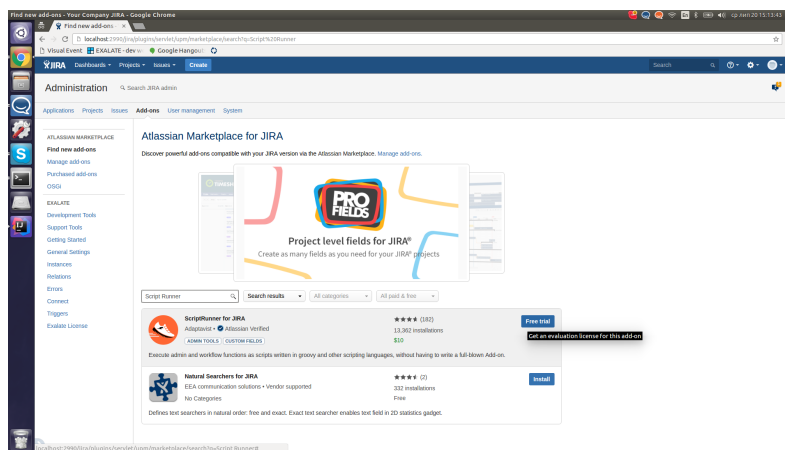 Find new add-ons - Your Company JIRA - Google Chrome
ср лип 20 15:13:43
Find new add-ons
localhost:2990/jira/plugins/servlet/upm/marketplace/search?q=Script%20Runner
Visual Event
EXALATE - dev
Google Hangout
JIRA
Dashboards
Projects
Issues
Create
Search
Administration
Search JIRA admin
Applications
Projects
Issues
Add-ons
User management
System
ATLASSIAN MARKETPLACE
Find new add-ons
Manage add-ons
Purchased add-ons
OSGi
EXALATE
Development Tools
Support Tools
Getting Started
General Settings
Instances
Relations
Errors
Connect
Triggers
Exalate License
Atlassian Marketplace for JIRA
Discover powerful add-ons compatible with your JIRA version via the Atlassian Marketplace. Manage add-ons.
PRO
FIELDS
Project level fields for JIRA®
Create as many fields as you need for your JIRA® projects
Script Runner
Search results
All categories
All paid & free
ScriptRunner for JIRA
Adaptavist • Atlassian Verified
ADMIN TOOLS
CUSTOM FIELDS
(182)
13,362 installations
$10
Free trial
Get an evaluation license for this add-on
Execute admin and workflow functions as scripts written in groovy and other scripting languages, without having to write a full-blown Add-on.
Natural Searchers for JIRA
EEA communication solutions • Vendor supported
No Categories
(2)
332 installations
Free
Install
Defines text searchers in natural order: free and exact. Exact text searcher enables text field in 2D statistics gadget.
localhost:2990/jira/plugins/servlet/upm/marketplace/search?q=Script Runner#